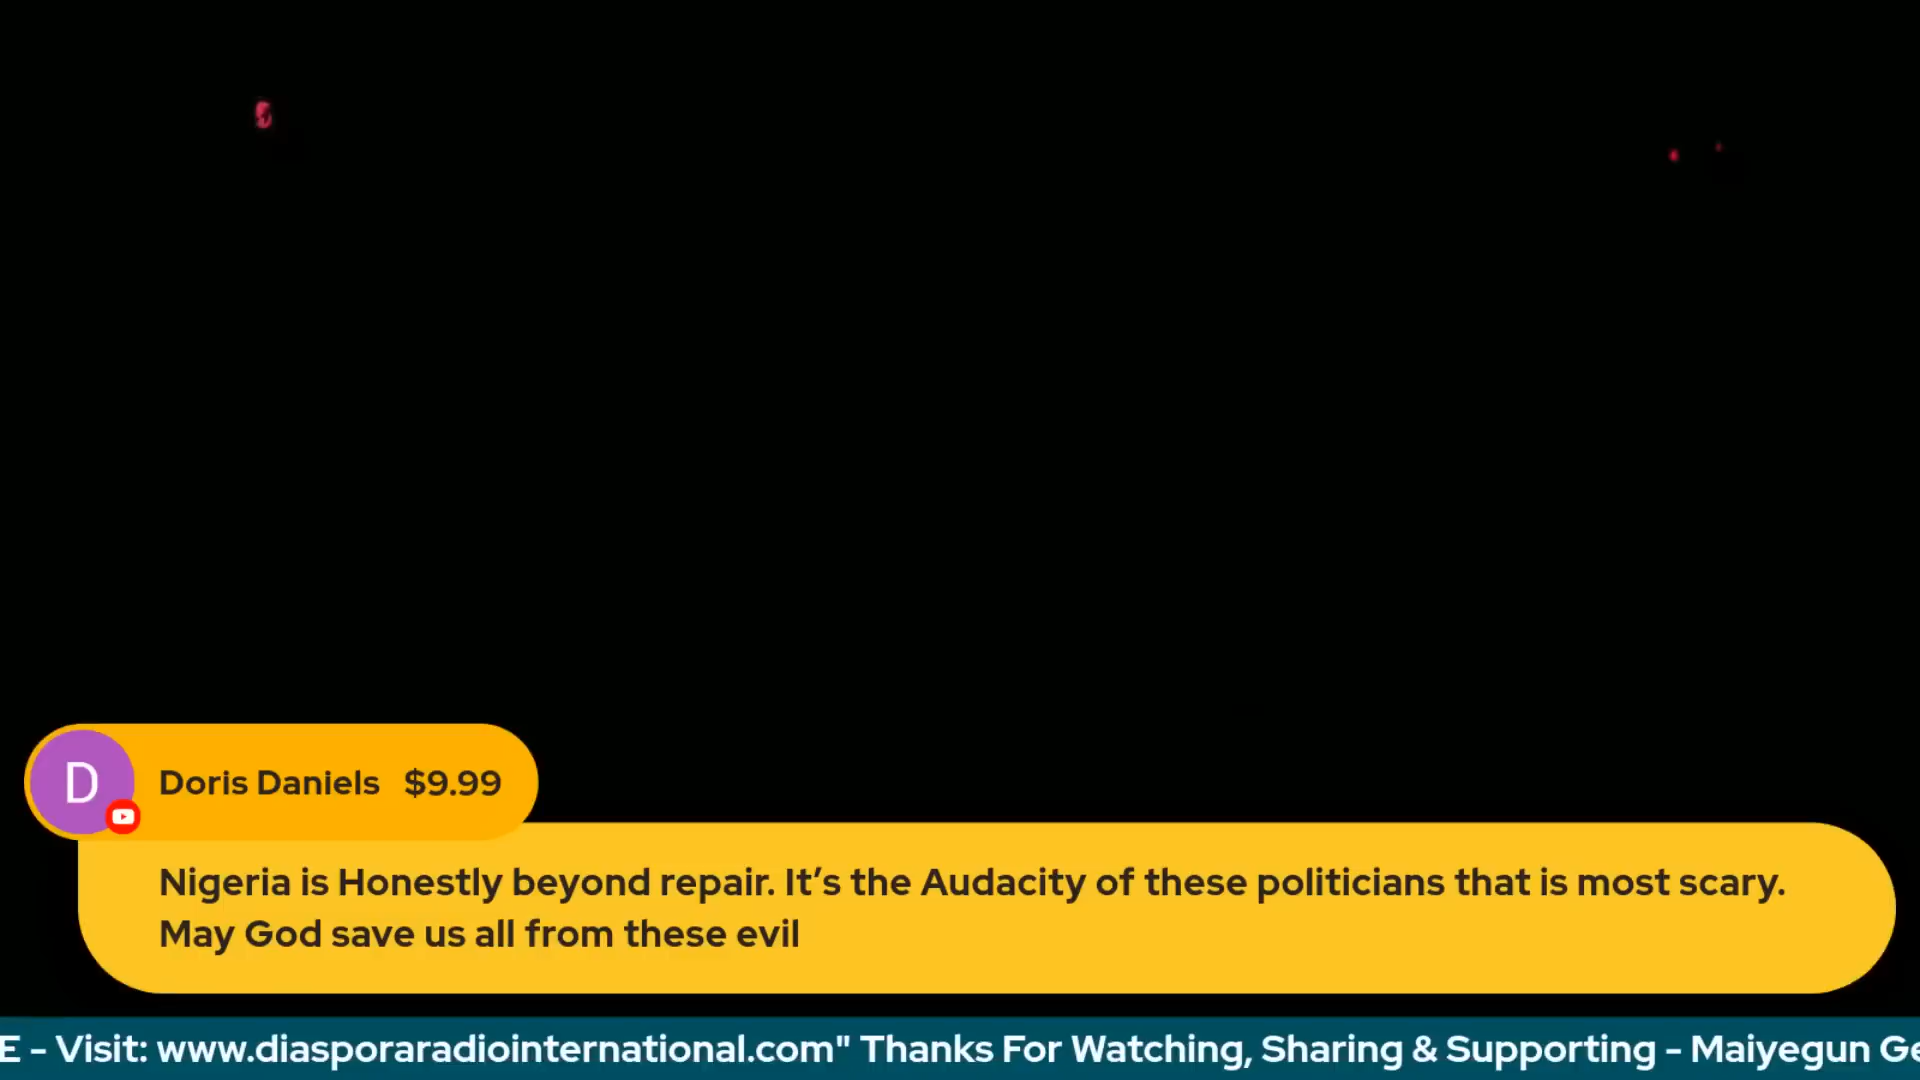 D
Doris Daniels $9.99
Nigeria is Honestly beyond repair. It’s the Audacity of these politicians that is most scary.
May God save us all from these evil
E - Visit: www.diasporaradiointernational.com" Thanks For Watching, Sharing & Supporting - Maiyegun Ge